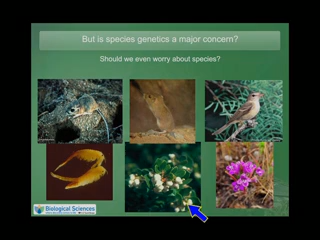 But is species genetics a major concern?
Should we even worry about species?
Biological Sciences